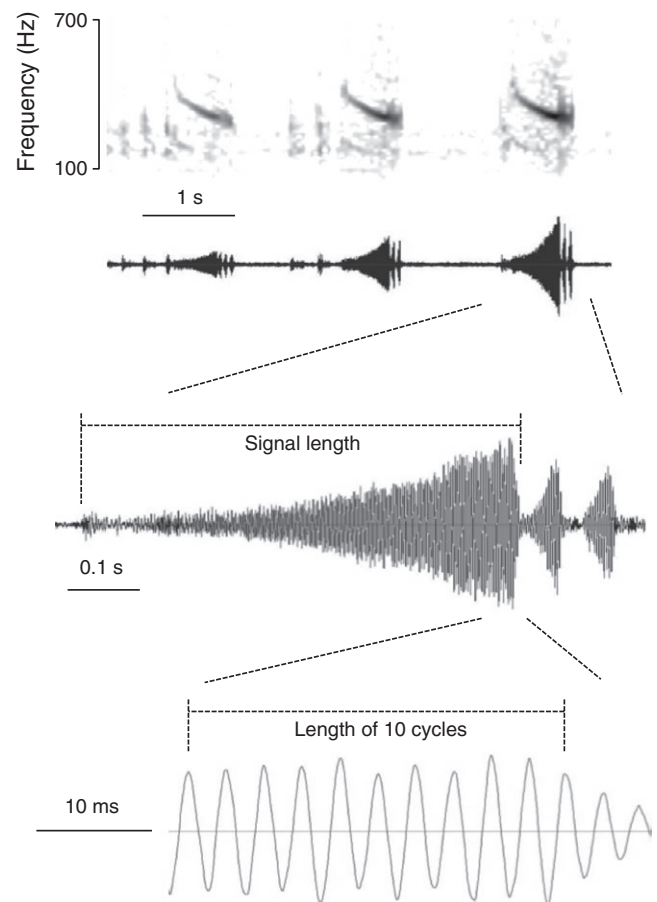 700
Frequency (Hz)
100
1 s
Signal length
0.1 s
Length of 10 cycles
10 ms